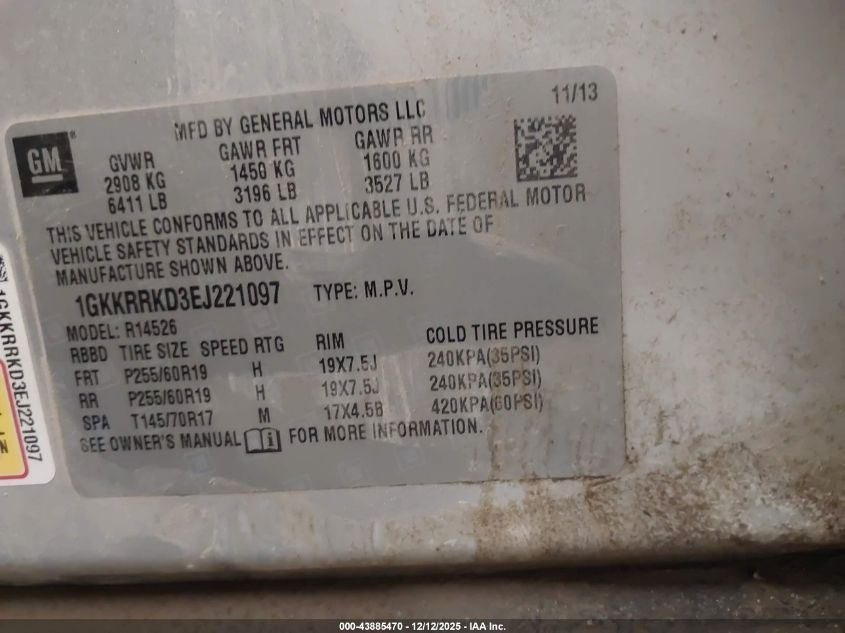 11/13
MFD BY GENERAL MOTORS LLC
GM
GVWR GAWR FRT GAWR RR
2908 KG 1450 KG 1600 KG
6411 LB 3196 LB 3527 LB
THIS VEHICLE CONFORMS TO ALL APPLICABLE U.S. FEDERAL MOTOR
VEHICLE SAFETY STANDARDS IN EFFECT ON THE DATE OF
MANUFACTURE SHOWN ABOVE.
1GKKRRKD3EJ221097 TYPE: M.P.V.
MODEL: R14526
RBBD TIRE SIZE SPEED RTG RIM COLD TIRE PRESSURE
FRT P255/60R19 H 19X7.5J 240KPA(35PSI)
RR P255/60R19 H 19X7.5J 240KPA(35PSI)
SPA T145/70R17 M 17X4.5B 420KPA(60PSI)
SEE OWNER'S MANUAL FOR MORE INFORMATION.
1GKKRRKD3EJ221097
000-43885470 - 12/12/2025 - IAA Inc.